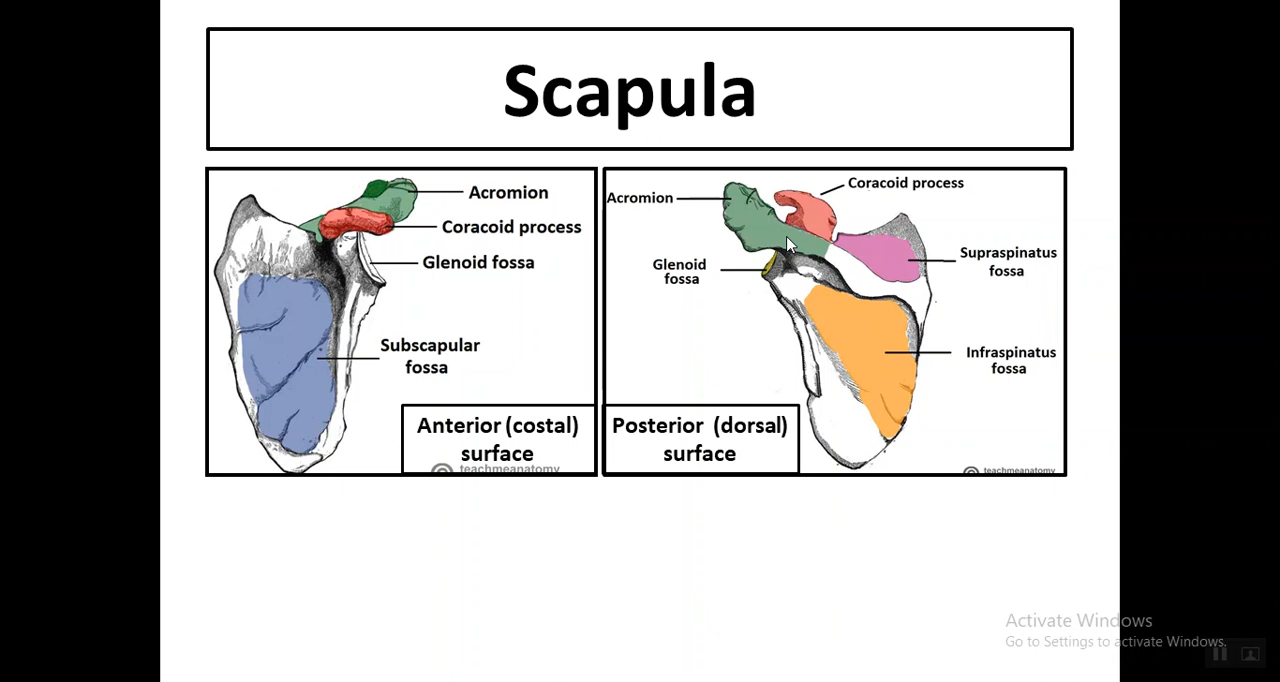 Scapula
Acromion
Coracoid process
Glenoid fossa
Subscapular
fossa
Anterior (costal)
surface
teachmeanatomy
Coracoid process
Acromion
Glenoid
fossa
Supraspinatus
fossa
Infraspinatus
fossa
Posterior (dorsal)
surface
teachmeanatomy
Activate Windows
Go to Settings to activate Windows.